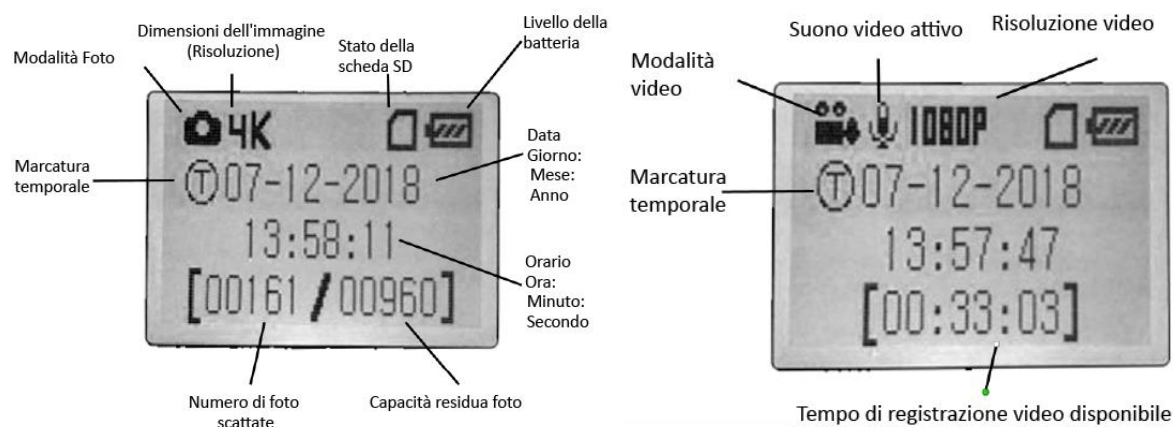 Dimensioni dell'immagine
(Risoluzione)
Modalità Foto
Stato della
scheda SD
Livello della
batteria
4K
Marcatura
temporale
T 07-12-2018
Data
Giorno:
Mese:
Anno
13:58:11
Orario
Ora:
Minuto:
Secondo
[00161/00960]
Numero di foto
scattate
Capacità residua foto
Suono video attivo
Risoluzione video
Modalità
video
1080P
Marcatura
temporale
T 07-12-2018
13:57:47
[00:33:03]
Tempo di registrazione video disponibile